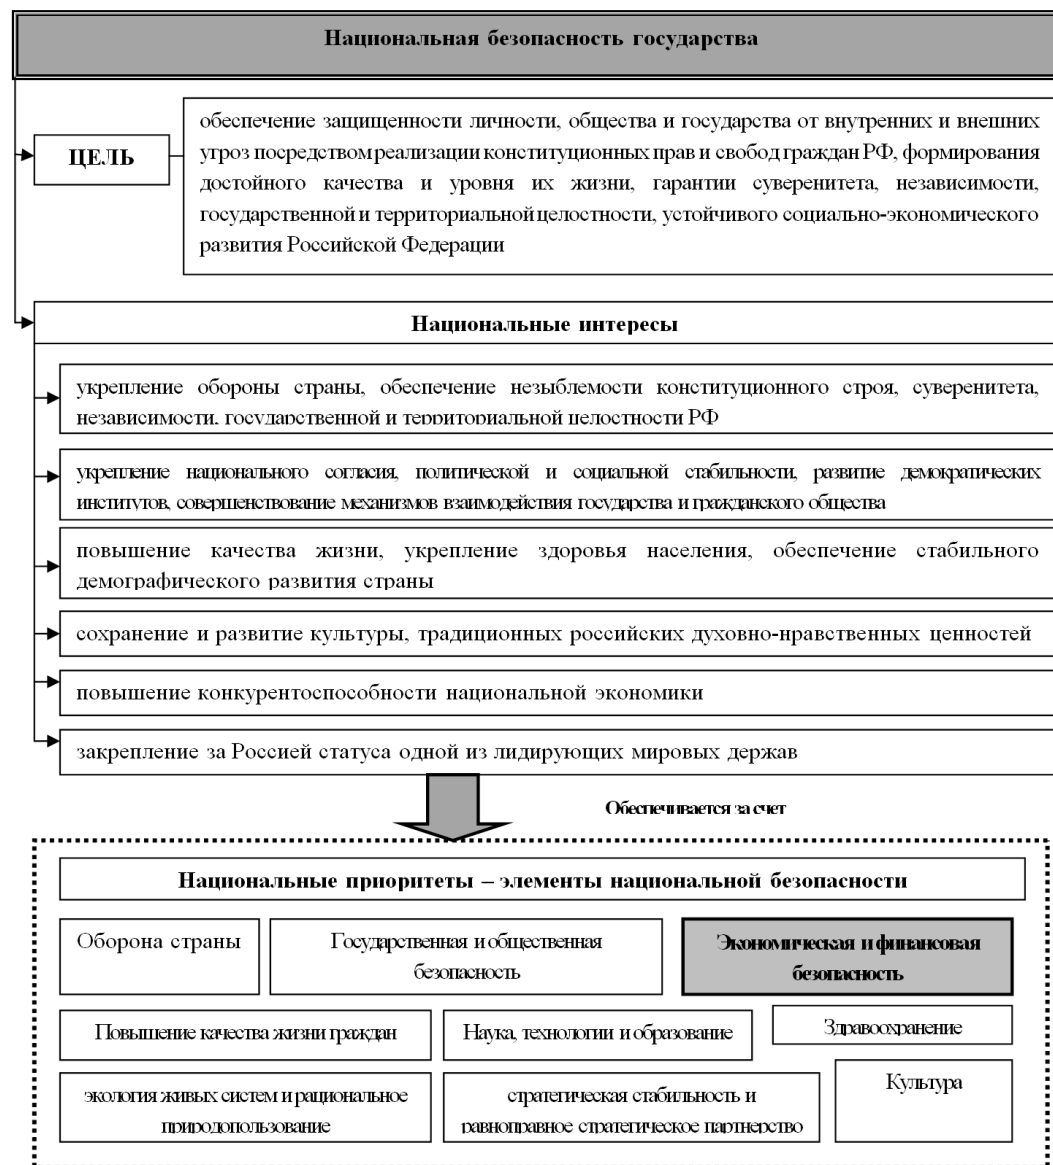 Национальная безопасность государства
ЦЕЛЬ
обеспечение защищенности личности, общества и государства от внутренних и внешних
угроз посредством реализации конституционных прав и свобод граждан РФ, формирования
достойного качества и уровня их жизни, гарантии суверенитета, независимости,
государственной и территориальной целостности, устойчивого социально-экономического
развития Российской Федерации
Национальные интересы
укрепление обороны страны, обеспечение незыблемости конституционного строя, суверенитета,
независимости, государственной и территориальной целостности РФ
укрепление национального согласия, политической и социальной стабильности, развитие демократических
институтов, совершенствование механизмов взаимодействия государства и гражданского общества
повышение качества жизни, укрепление здоровья населения, обеспечение стабильного
демографического развития страны
сохранение и развитие культуры, традиционных российских духовно-нравственных ценностей
повышение конкурентоспособности национальной экономики
закрепление за Россией статуса одной из лидирующих мировых держав
Обеспечивается за счет
Национальные приоритеты – элементы национальной безопасности
Оборона страны
Государственная и общественная
безопасность
Экономическая и финансовая
безопасность
Повышение качества жизни граждан
Наука, технологии и образование
Здравоохранение
экология живых систем и рациональное
природопользование
стратегическая стабильность и
равноправное стратегическое партнерство
Культура